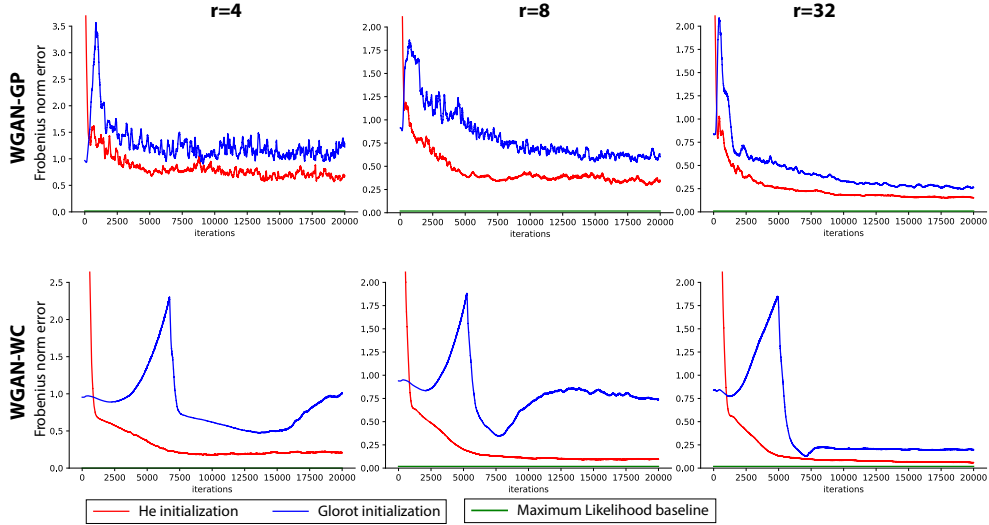 r=4
r=8
r=32
WGAN-GP
Frobenius norm error
3,5
3,0
2,5
2,0
1,5
1,0
0,5
0,0
0 2500 5000 7500 10000 12500 15000 17500 20000
iterations
2,00
1,75
1,50
1,25
1,00
0,75
0.50
0,25
0.00
0 2500 5000 7500 10000 12500 15000 17500 20000
iterations
2,00
1,75
1,50
1,25
1,00
0,75
0,50
0,25
0,00
0 2500 5000 7500 10000 12500 15000 17500 20000
iterations
WGAN-WC
Frobenius norm error
2.5
2.0
1.5
1.0
0.5
0.0
0 2500 5000 7500 10000 12500 15000 17500 20000
iterations
2,00
1,75
1,50
1,25
1,00
0,75
0,50
0,25
0,00
0 2500 5000 7500 10000 12500 15000 17500 20000
iterations
2,00
1,75
1,50
1,25
1,00
0,75
0,50
0,25
0,00
0 2500 5000 7500 10000 12500 15000 17500 20000
iterations
He initialization
Glorot initialization
Maximum Likelihood baseline